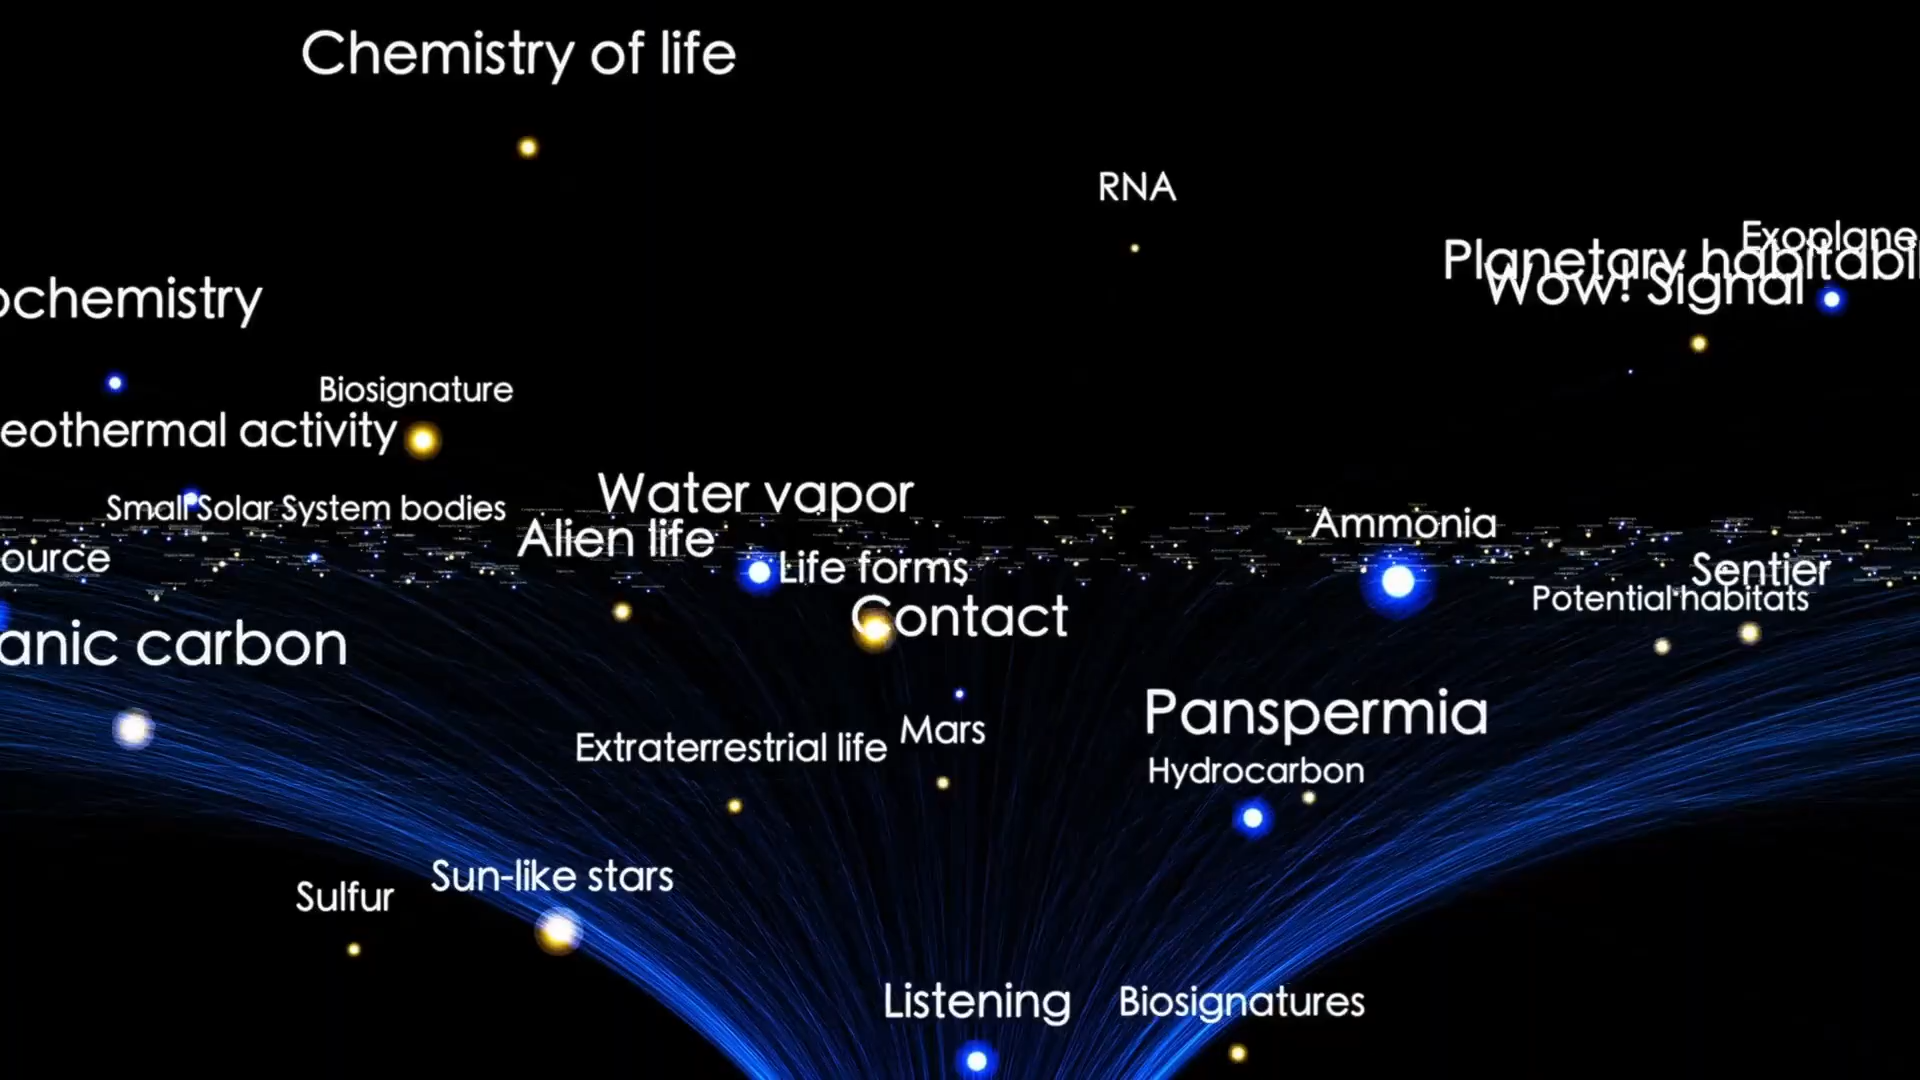 Chemistry of life
RNA
Exoplane
Planetary habitabil
Wow! Signal
ochemistry
Biosignature
eothermal activity
Water vapor
Small Solar System bodies
Ammonia
Alien life
ource
Life forms
Sentier
Potential habitats
Contact
anic carbon
Panspermia
Mars
Extraterrestrial life
Hydrocarbon
Sun-like stars
Sulfur
Listening
Biosignatures